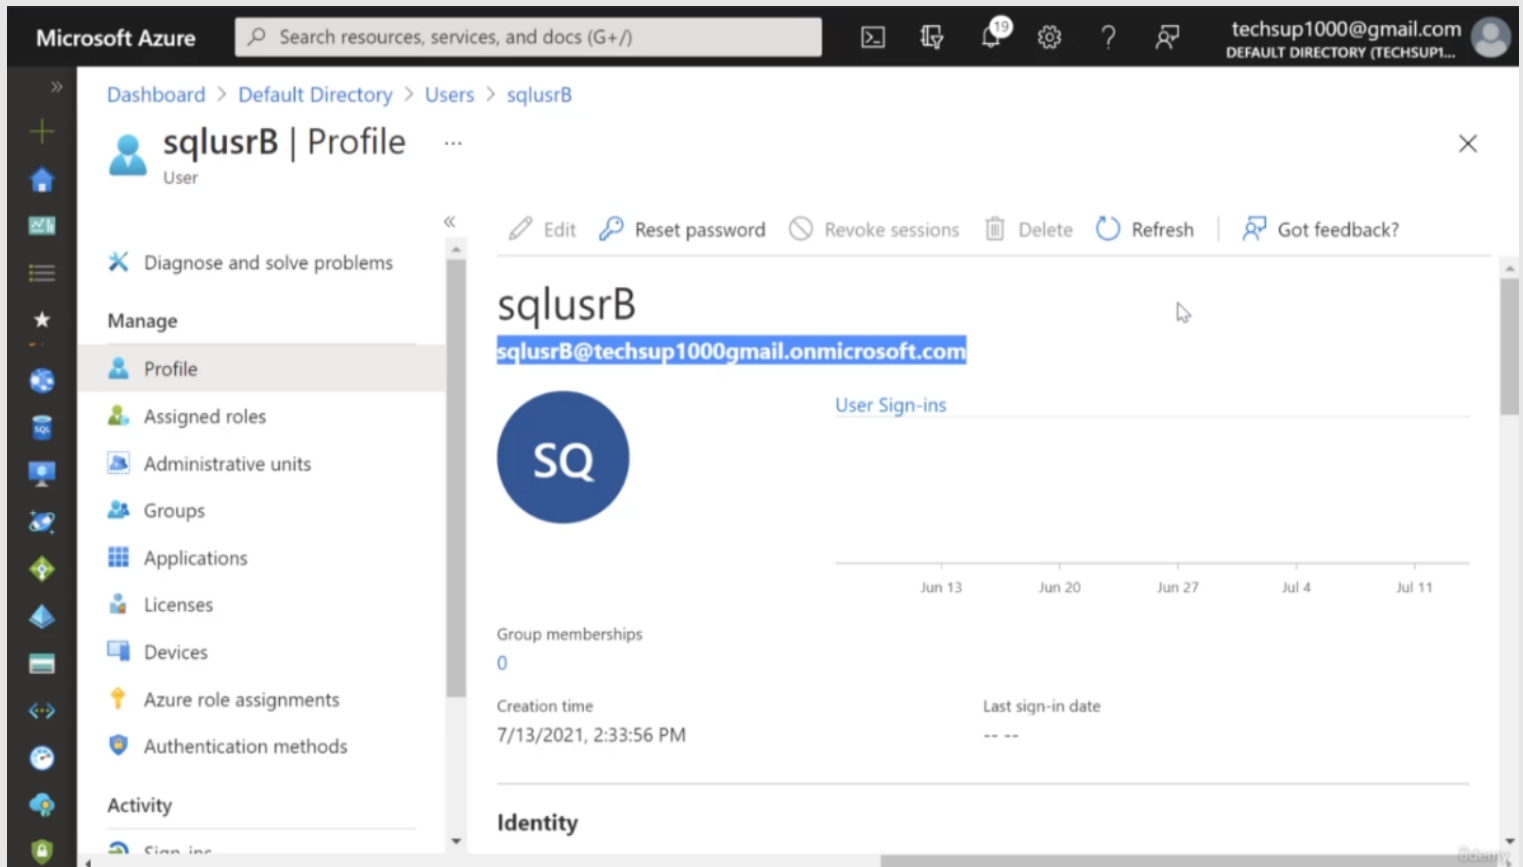 Microsoft Azure
Search resources, services, and docs (G+/)
19
techsup1000@gmail.com
DEFAULT DIRECTORY (TECHSUP1...
Dashboard > Default Directory > Users > sqlusrB
sqlusrB | Profile ...
User
Edit Reset password Revoke sessions Delete Refresh Got feedback?
Diagnose and solve problems
Manage
Profile
Assigned roles
Administrative units
Groups
Applications
Licenses
Devices
Azure role assignments
Authentication methods
Activity
Sign-ins
SQL
sqlusrB
sqlusrB@techsup1000gmail.onmicrosoft.com
SQ
User Sign-ins
Jun 13 Jun 20 Jun 27 Jul 4 Jul 11
Group memberships
0
Creation time
7/13/2021, 2:33:56 PM
Last sign-in date
-- --
Identity
ûdemy